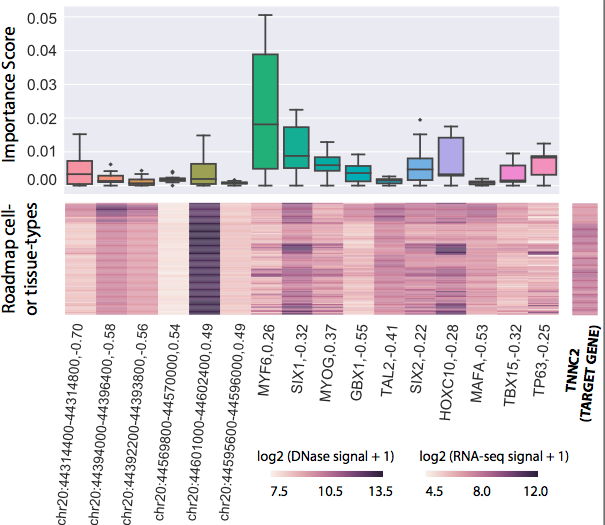 Importance Score
0.05
0.04
0.03
0.02
0.01
0.00
Roadmap cell-
or tissue-types
chr20:44314400-44314800,-0.70
chr20:44394000-44396400,-0.58
chr20:44392200-44393800,-0.56
chr20:44569800-44570000,0.54
chr20:44601000-44602400,0.49
chr20:44595600-44596000,0.49
MYF6,0.26
SIX1,-0.32
MYOG,0.37
GBX1,-0.55
TAL2,-0.41
SIX2,-0.22
HOXC10,-0.28
MAFA,-0.53
TBX15,-0.32
TP63,-0.25
TNNC2
(TARGET GENE)
log2 (DNase signal + 1)
7.5 10.5 13.5
log2 (RNA-seq signal + 1)
4.5 8.0 12.0